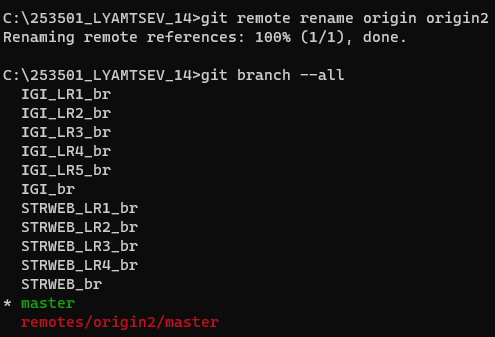 C:\253501_LYAMTSEV_14>git remote rename origin origin2
Renaming remote references: 100% (1/1), done.
C:\253501_LYAMTSEV_14>git branch --all
IGI_LR1_br
IGI_LR2_br
IGI_LR3_br
IGI_LR4_br
IGI_LR5_br
IGI_br
STRWEB_LR1_br
STRWEB_LR2_br
STRWEB_LR3_br
STRWEB_LR4_br
STRWEB_br
* master
remotes/origin2/master